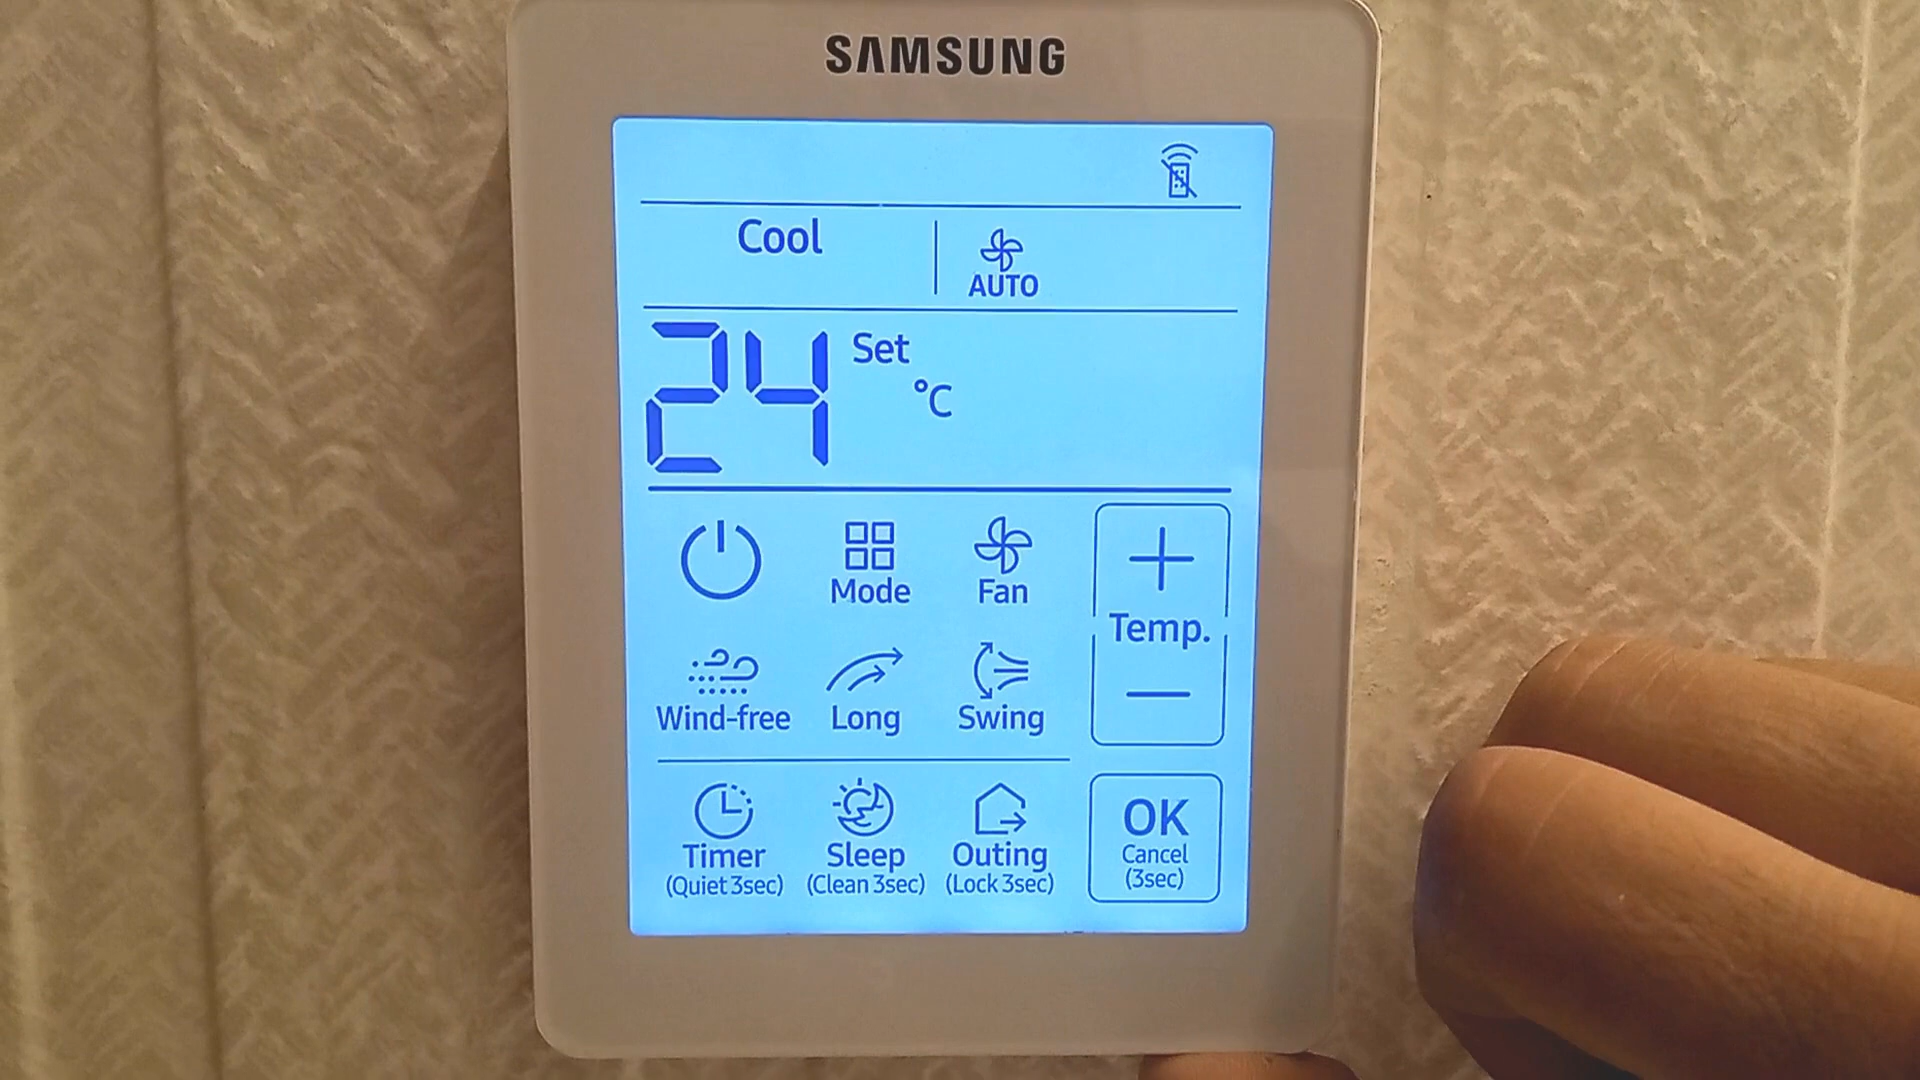 SAMSUNG
Cool
AUTO
24 Set °C
Mode
Fan
Temp.
Wind-free
Long
Swing
Timer
(Quiet 3sec)
Sleep
(Clean 3sec)
Outing
(Lock 3sec)
OK
Cancel
(3sec)